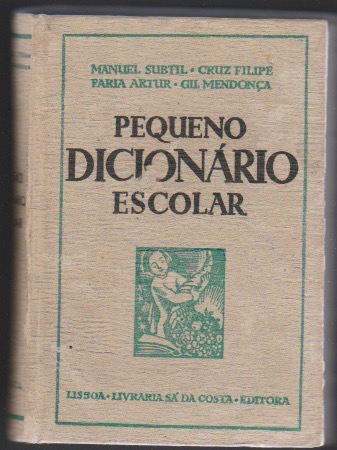 MANUEL SUBTIL • CRUZ FILIPE
FARIA ARTUR • GIL MENDONÇA
PEQUENO
DICIONÁRIO
ESCOLAR
LISBOA • LIVRARIA SÁ DA COSTA • EDITORA